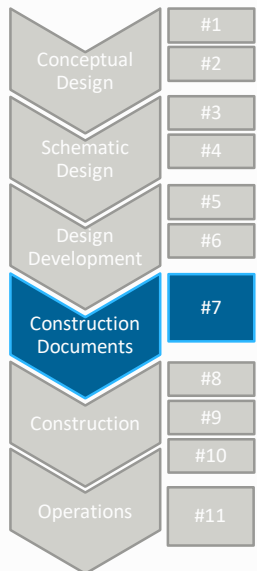 #1
Conceptual
Design
#2
#3
Schematic
Design
#4
#5
Design
Development
#6
Construction
Documents
#7
#8
Construction
#9
#10
Operations
#11